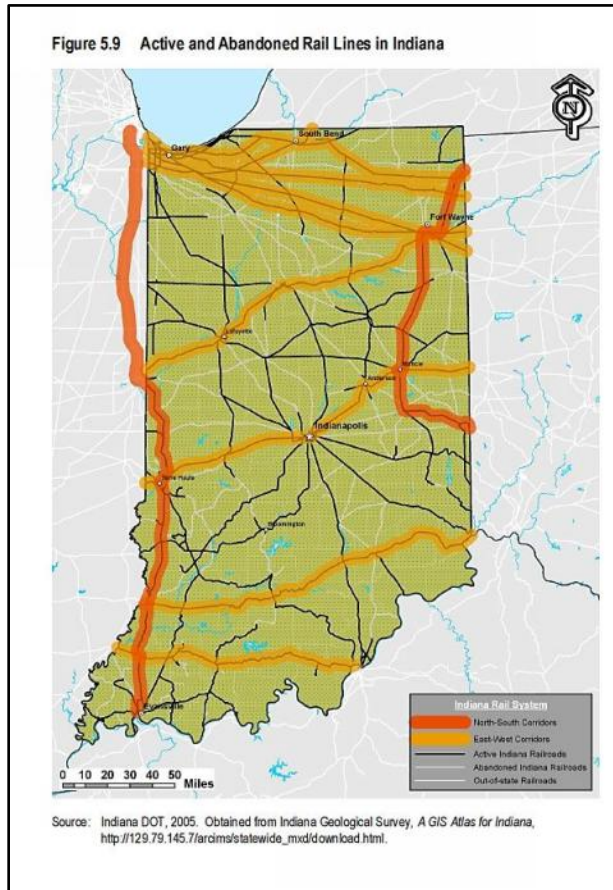 Figure 5.9 Active and Abandoned Rail Lines in Indiana
N
South Bend
Gary
Fort Wayne
Lafayette
Muncie
Anderson
Indianapolis
Terre Haute
Bloomington
Evansville
Indiana Rail System
North-South Corridors
East-West Corridors
Active Indiana Railroads
Abandoned Indiana Railroads
Out-of-state Railroads
0 10 20 30 40 50
Miles
Source: Indiana DOT, 2005. Obtained from Indiana Geological Survey, A GIS Atlas for Indiana,
http://129.79.145.7/arcims/statewide_mxd/download.html.